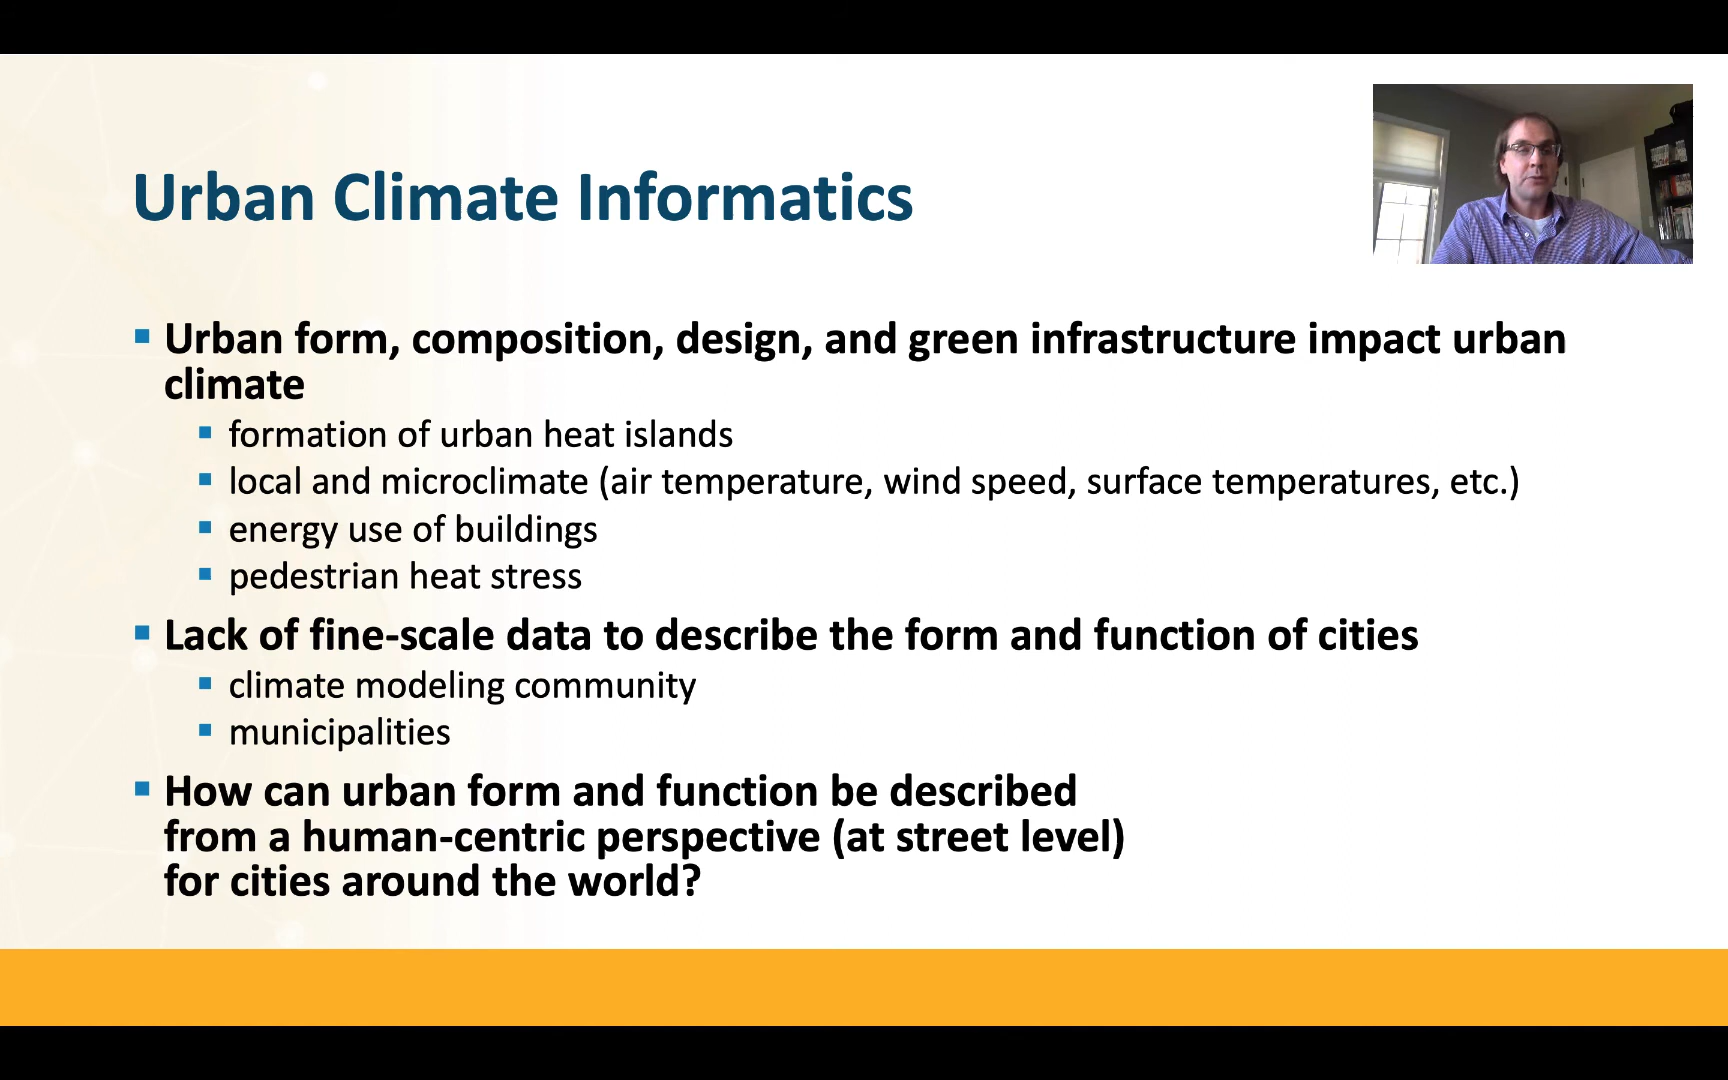 Urban Climate Informatics
Urban form, composition, design, and green infrastructure impact urban
climate
formation of urban heat islands
local and microclimate (air temperature, wind speed, surface temperatures, etc.)
energy use of buildings
pedestrian heat stress
Lack of fine-scale data to describe the form and function of cities
climate modeling community
municipalities
How can urban form and function be described
from a human-centric perspective (at street level)
for cities around the world?